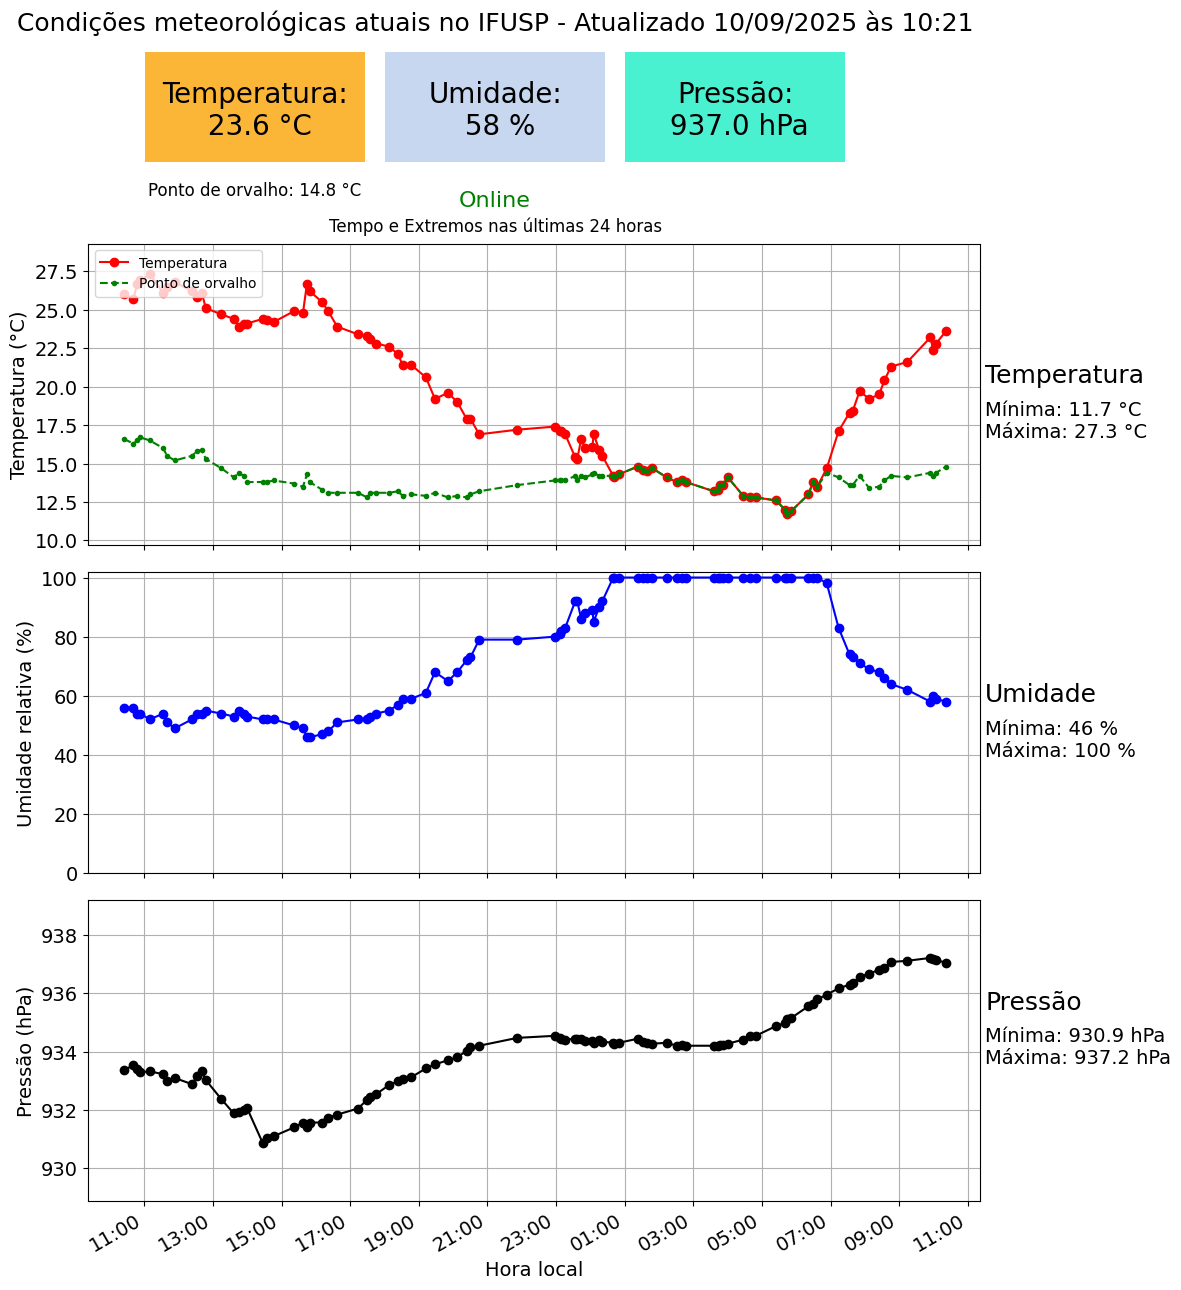 Condições meteorológicas atuais no IFUSP - Atualizado 10/09/2025 às 10:21
Temperatura:
23.6 °C
Umidade:
58 %
Pressão:
937.0 hPa
Ponto de orvalho: 14.8 °C
Online
Tempo e Extremos nas últimas 24 horas
Temperatura
Ponto de orvalho
Temperatura (°C)
27.5
25.0
22.5
20.0
17.5
15.0
12.5
10.0
Temperatura
Mínima: 11.7 °C
Máxima: 27.3 °C
Umidade relativa (%)
100
80
60
40
20
0
Umidade
Mínima: 46 %
Máxima: 100 %
Pressão (hPa)
938
936
934
932
930
Pressão
Mínima: 930.9 hPa
Máxima: 937.2 hPa
11:00
13:00
15:00
17:00
19:00
21:00
23:00
01:00
03:00
05:00
07:00
09:00
11:00
Hora local